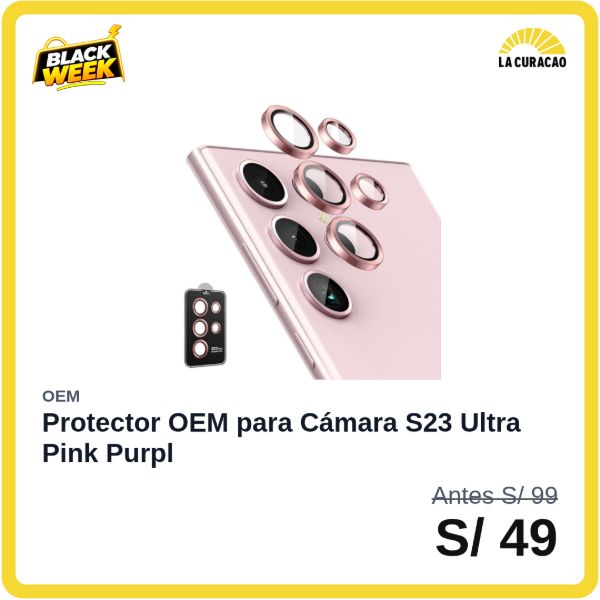 BLACK
WEEK
LA CURACAO
OEM
Protector OEM para Cámara S23 Ultra
Pink Purpl
Antes S/ 99
S/ 49